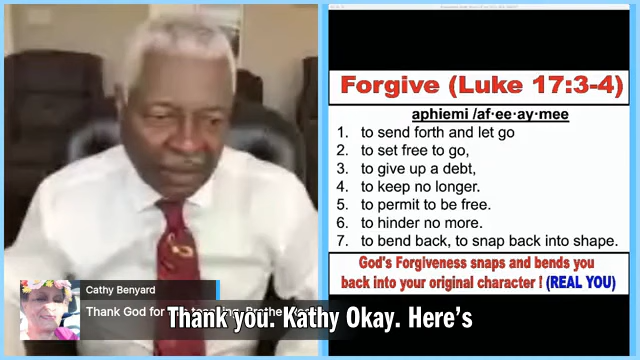 Forgive (Luke 17:3-4)
aphiemi /af·ee·ay·mee
1. to send forth and let go
2. to set free to go,
3. to give up a debt,
4. to keep no longer.
5. to permit to be free.
6. to hinder no more.
7. to bend back, to snap back into shape.
God's Forgiveness snaps and bends you
back into your original character ! (REAL YOU)
Cathy Benyard
Thank God for
Thank you. Kathy Okay. Here's